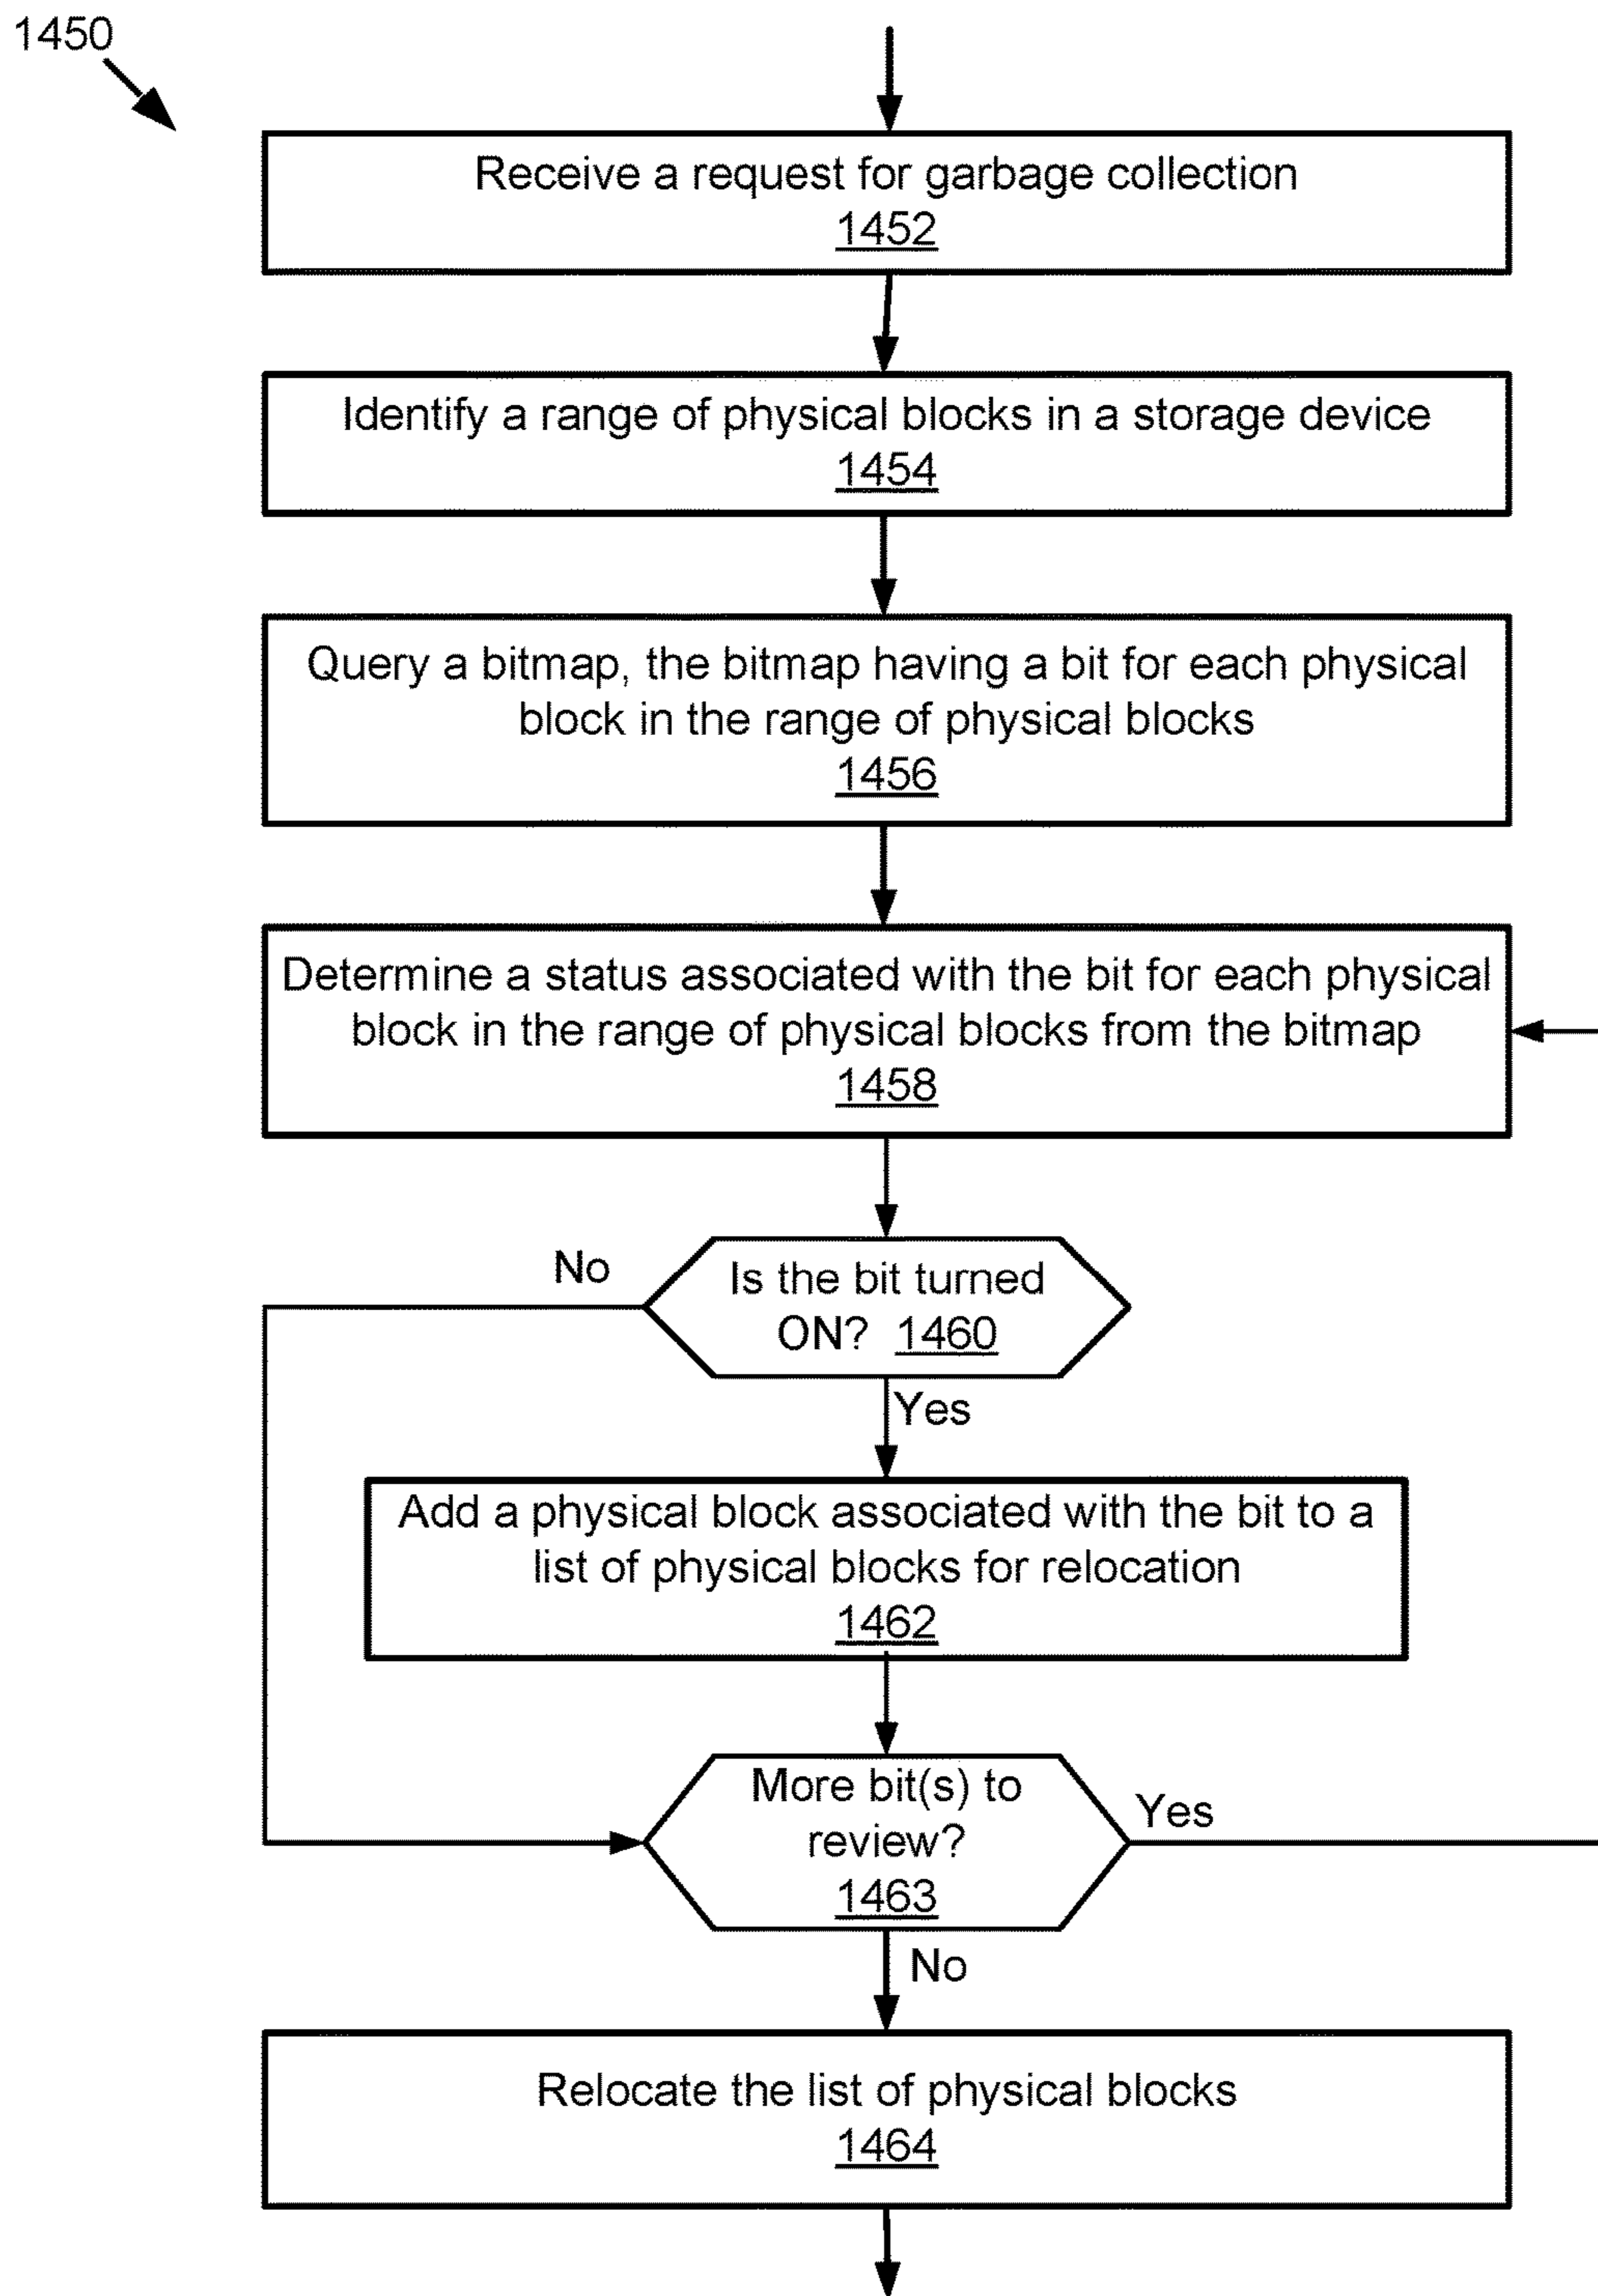 1450
Receive a request for garbage collection
1452
Identify a range of physical blocks in a storage device
1454
Query a bitmap, the bitmap having a bit for each physical
block in the range of physical blocks
1456
Determine a status associated with the bit for each physical
block in the range of physical blocks from the bitmap
1458
No
Is the bit turned
ON? 1460
Yes
Add a physical block associated with the bit to a
list of physical blocks for relocation
1462
More bit(s) to
review?
1463
Yes
No
Relocate the list of physical blocks
1464